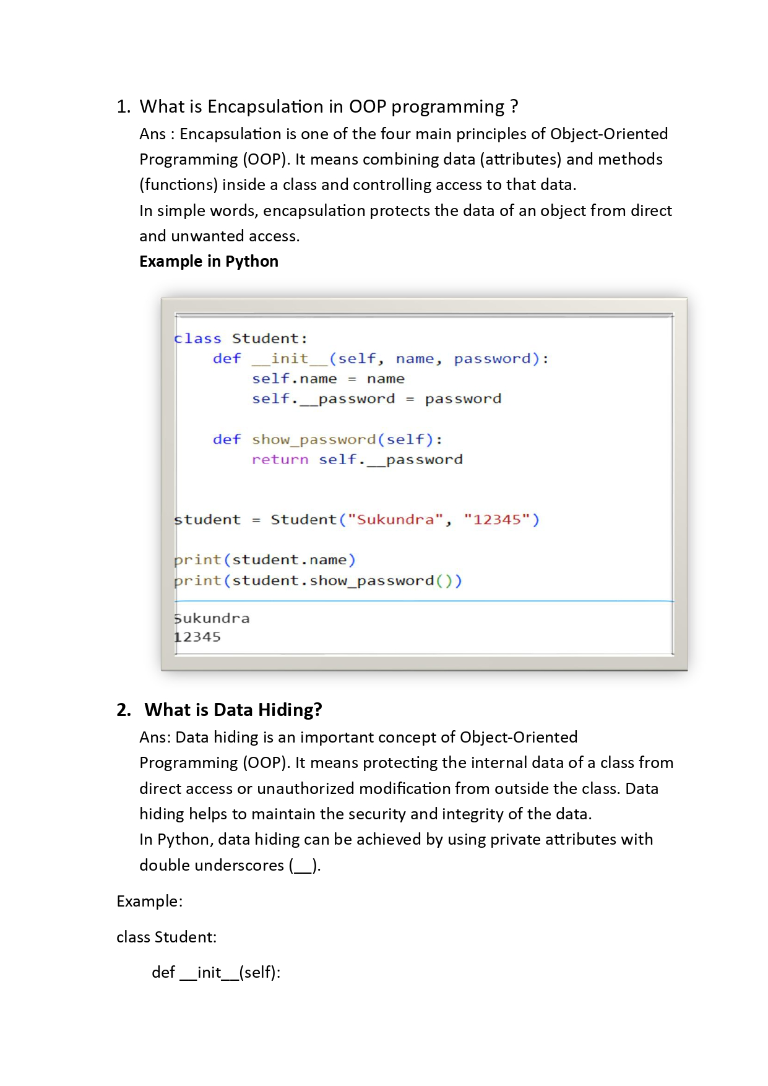 1. What is Encapsulation in OOP programming ?
Ans : Encapsulation is one of the four main principles of Object-Oriented
Programming (OOP). It means combining data (attributes) and methods
(functions) inside a class and controlling access to that data.
In simple words, encapsulation protects the data of an object from direct
and unwanted access.
Example in Python
class Student:
    def __init__(self, name, password):
        self.name = name
        self.__password = password
    def show_password(self):
        return self.__password
student = Student("Sukundra", "12345")
print(student.name)
print(student.show_password())
Sukundra
12345
2. What is Data Hiding?
Ans: Data hiding is an important concept of Object-Oriented
Programming (OOP). It means protecting the internal data of a class from
direct access or unauthorized modification from outside the class. Data
hiding helps to maintain the security and integrity of the data.
In Python, data hiding can be achieved by using private attributes with
double underscores (__).
Example:
class Student:
    def __init__(self):